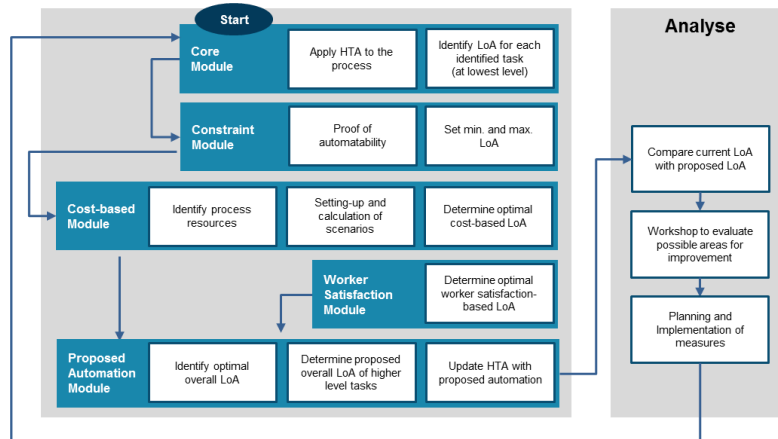 Start
Core
Module
Apply HTA to the
process
Identify LoA for each
identified task
(at lowest level)
Constraint
Module
Proof of
automatability
Set min. and max.
LoA
Cost-based
Module
Identify process
resources
Setting-up and
calculation of
scenarios
Determine optimal
cost-based LoA
Worker
Satisfaction
Module
Determine optimal
worker satisfaction-
based LoA
Proposed
Automation
Module
Identify optimal
overall LoA
Determine proposed
overall LoA of higher
level tasks
Update HTA with
proposed automation
Analyse
Compare current LoA
with proposed LoA
Workshop to evaluate
possible areas for
improvement
Planning and
Implementation of
measures